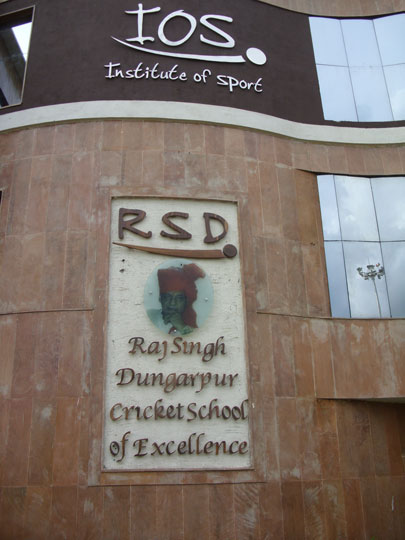 IOS
Institute of Sport
RSD
Raj Singh
Dungarpur
Cricket School
of Excellence